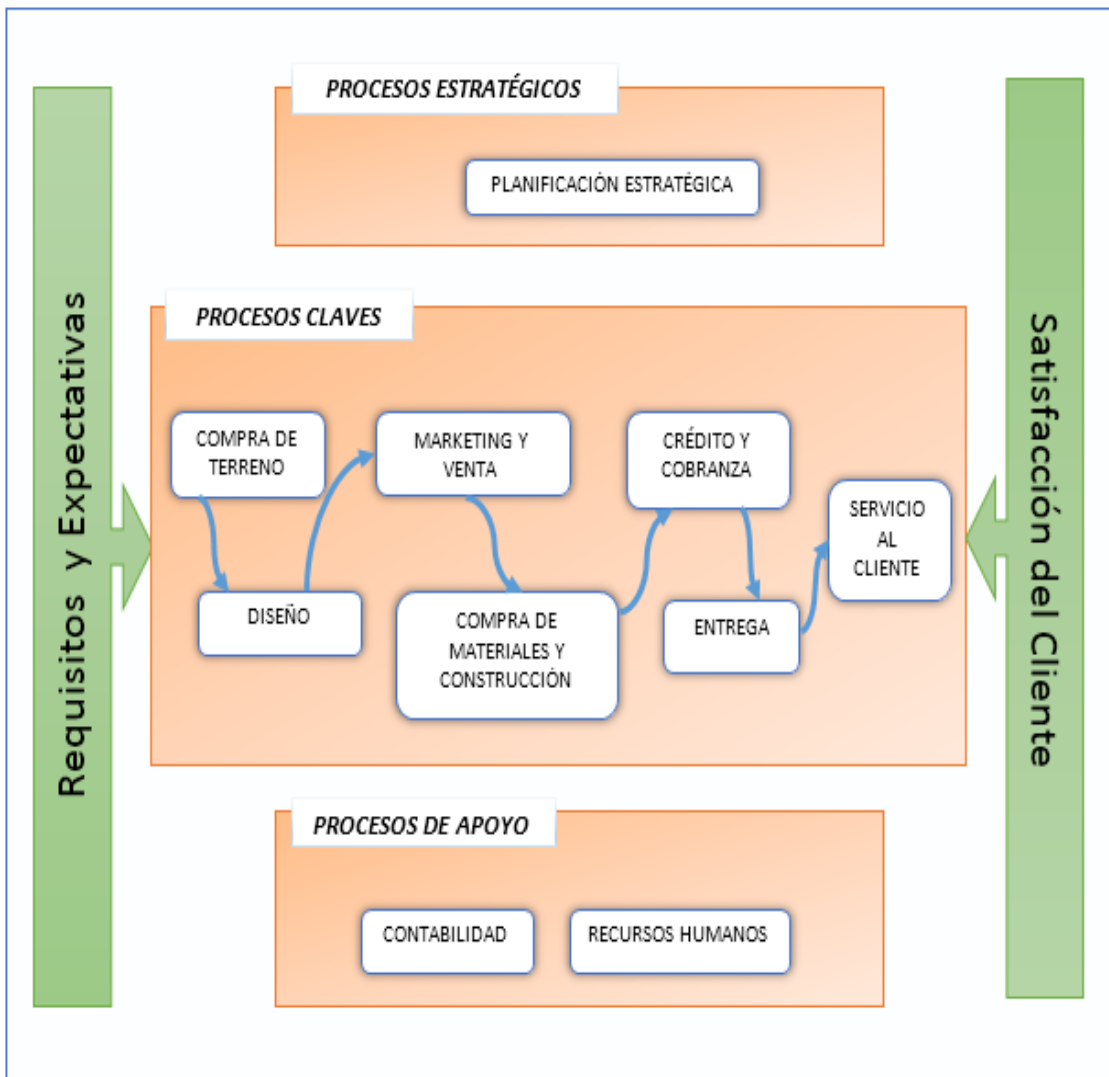 PROCESOS ESTRATÉGICOS
PLANIFICACIÓN ESTRATÉGICA
Requisitos y Expectativas
PROCESOS CLAVES
COMPRA DE
TERRENO
DISEÑO
MARKETING Y
VENTA
COMPRA DE
MATERIALES Y
CONSTRUCCIÓN
CRÉDITO Y
COBRANZA
ENTREGA
SERVICIO
AL
CLIENTE
Satisfacción del Cliente
PROCESOS DE APOYO
CONTABILIDAD
RECURSOS HUMANOS